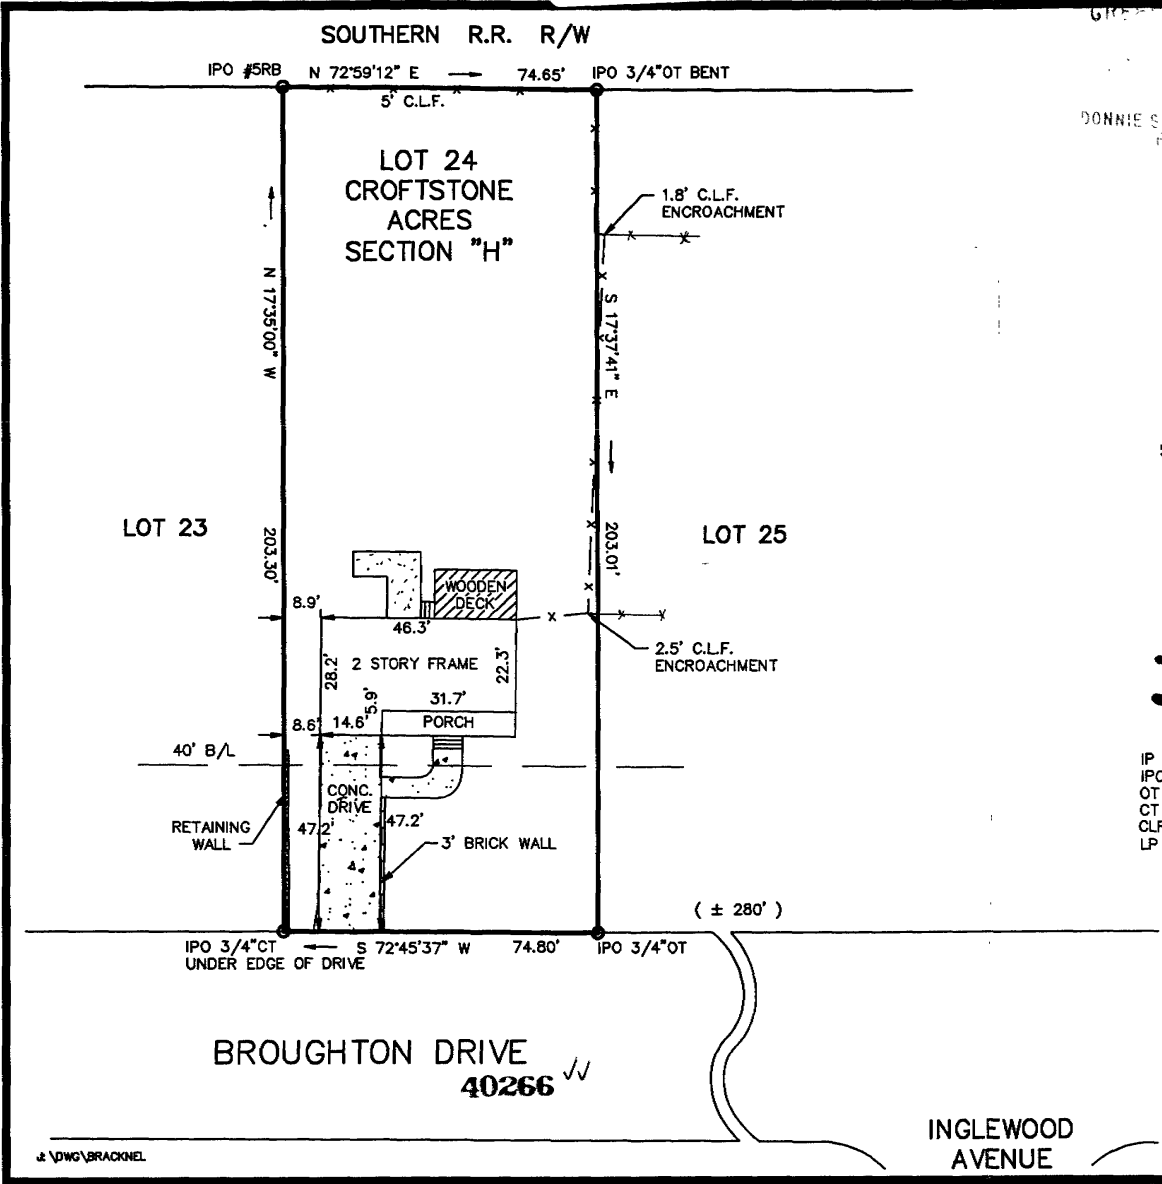 SOUTHERN R.R. R/W
IPO #5RB
N 72°59'12" E
74.65'
IPO 3/4"OT BENT
5' C.L.F.
DONNIE S
LOT 24
CROFTSTONE
ACRES
SECTION "H"
1.8' C.L.F.
ENCROACHMENT
N 17°35'00" W
S 17°37'41" E
LOT 23
LOT 25
203.30'
203.01'
WOODEN
DECK
8.9'
46.3'
2 STORY FRAME
28.2'
22.3'
2.5' C.L.F.
ENCROACHMENT
5.9'
31.7'
8.6'
14.6'
PORCH
40' B/L
CONC.
DRIVE
RETAINING
WALL
47.2'
47.2'
3' BRICK WALL
IP
IPO
OT
CT
CLF
LP
( ± 280' )
IPO 3/4"CT
UNDER EDGE OF DRIVE
S 72°45'37" W
74.80'
IPO 3/4"OT
BROUGHTON DRIVE
40266
INGLEWOOD
AVENUE
\DWG\BRACKNEL